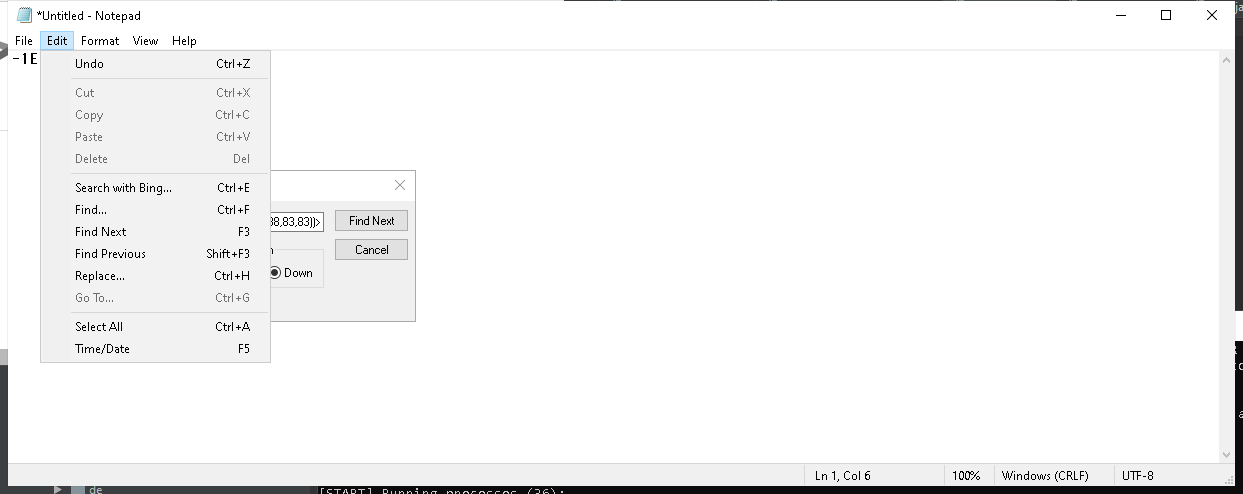 *Untitled - Notepad
File Edit Format View Help
-1E
Undo Ctrl+Z
Cut Ctrl+X
Copy Ctrl+C
Paste Ctrl+V
Delete Del
Search with Bing... Ctrl+E
Find... Ctrl+F
Find Next F3
Find Previous Shift+F3
Replace... Ctrl+H
Go To... Ctrl+G
Select All Ctrl+A
Time/Date F5
38,83,83))> Find Next
Cancel
Down
Ln 1, Col 6 100% Windows (CRLF) UTF-8
de
[START] Running processes (36):